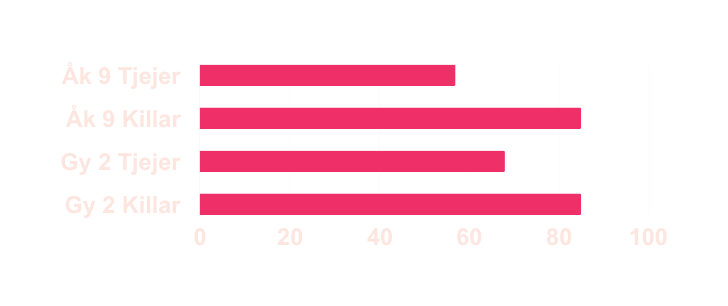 Åk 9 Tjejer
Åk 9 Killar
Gy 2 Tjejer
Gy 2 Killar
0 20 40 60 80 100